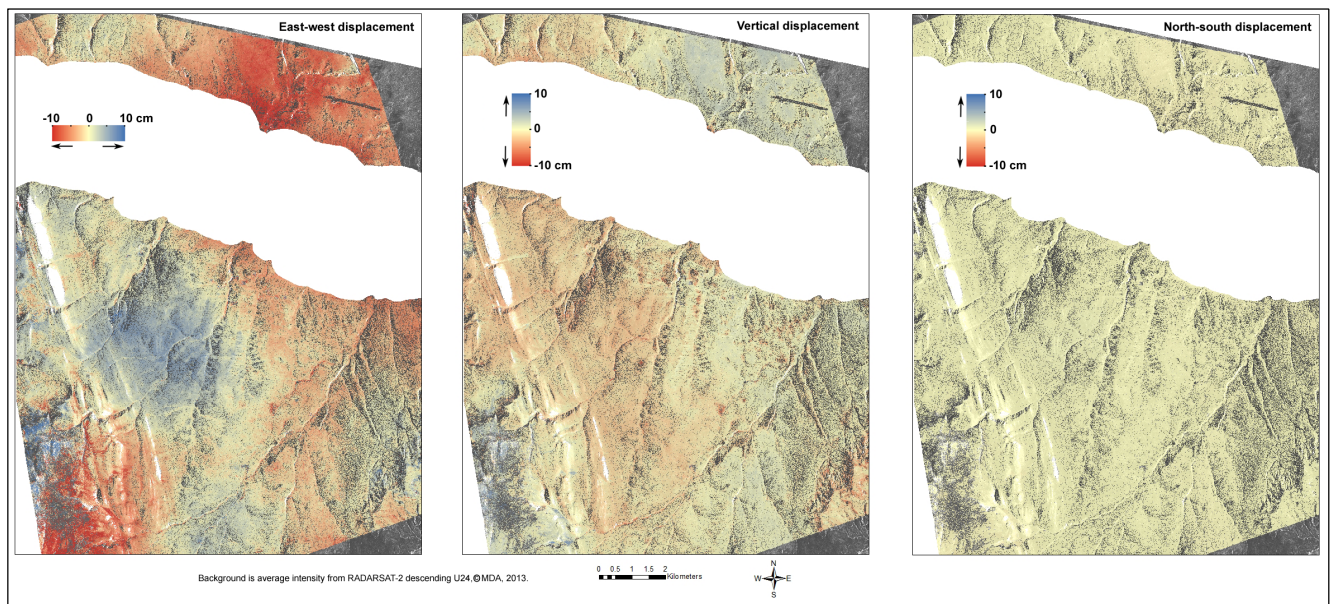 East-west displacement
-10 0 10 cm
Vertical displacement
10
0
-10 cm
North-south displacement
10
0
-10 cm
Background is average intensity from RADARSAT-2 descending U24,©MDA, 2013.
0 0.5 1 1.5 2
Kilometers
N
W E
S